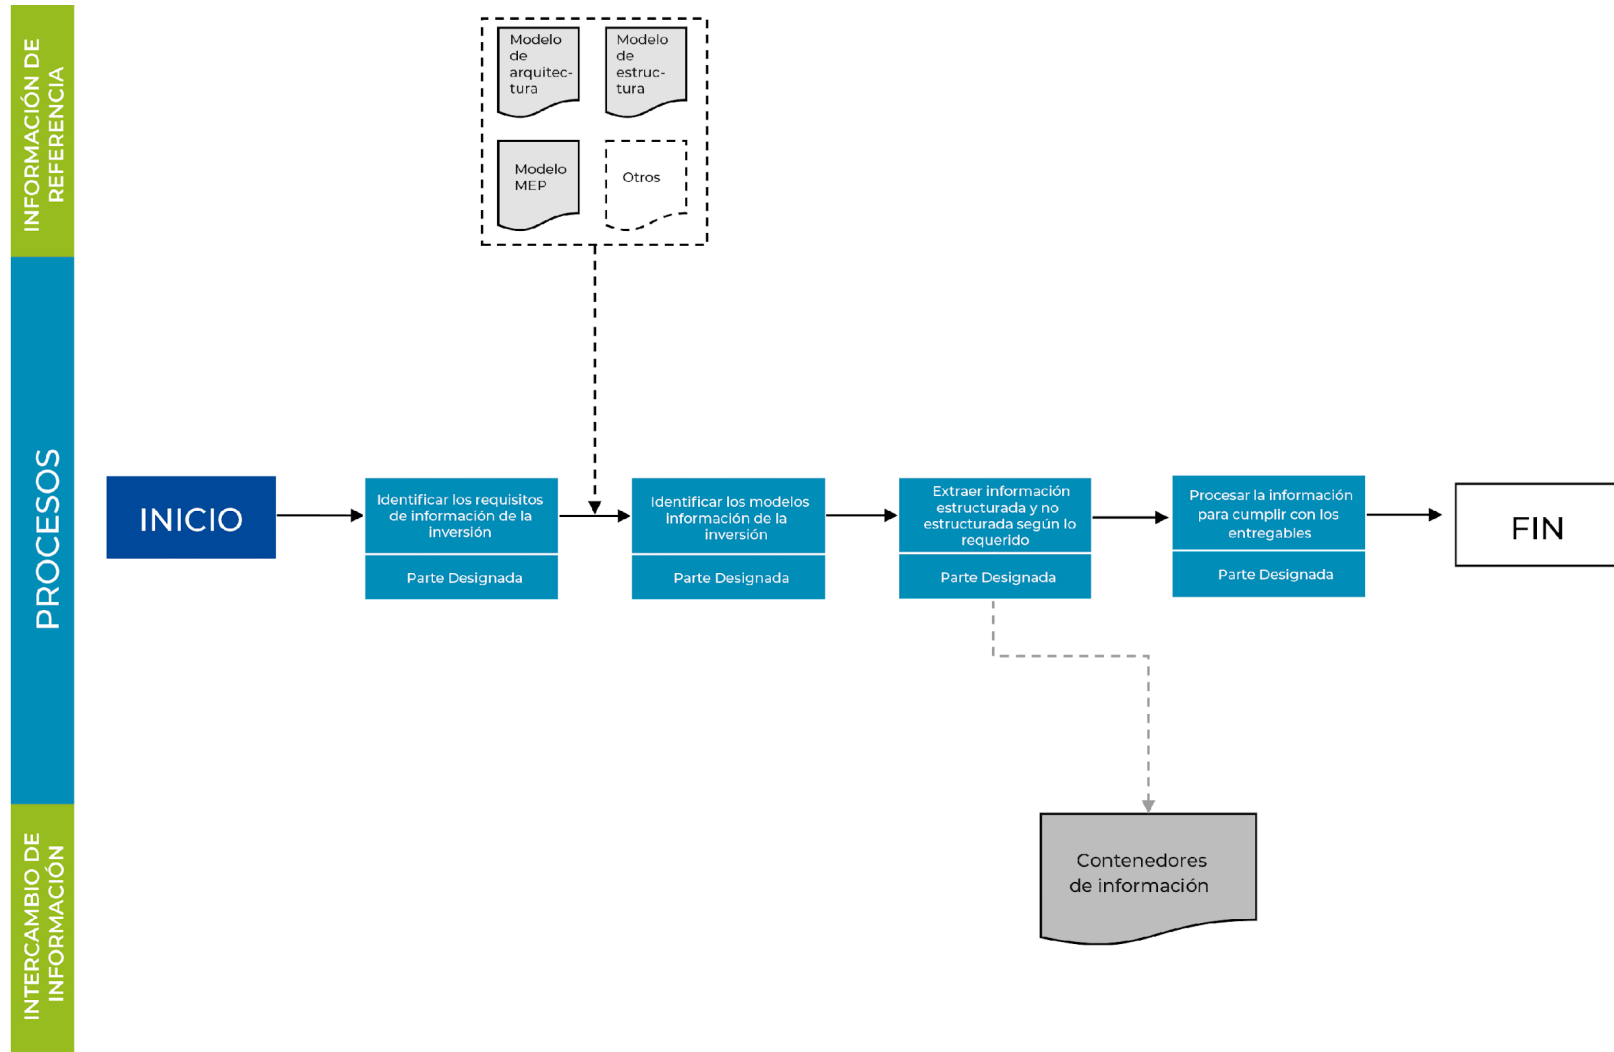 INFORMACIÓN DE
REFERENCIA
Modelo
de
arquitec-
tura
Modelo
de
estruc-
tura
Modelo
MEP
Otros
PROCESOS
INICIO
Identificar los requisitos
de información de la
inversión
Parte Designada
Identificar los modelos
información de la
inversión
Parte Designada
Extraer información
estructurada y no
estructurada según lo
requerido
Parte Designada
Procesar la información
para cumplir con los
entregables
Parte Designada
FIN
INTERCAMBIO DE
INFORMACIÓN
Contenedores
de información